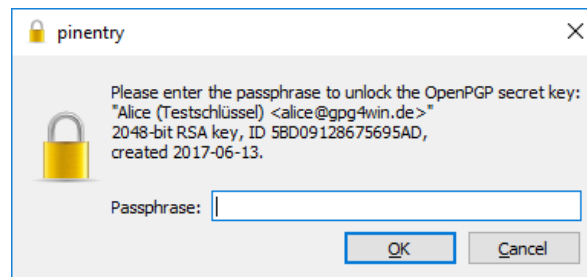 pinentry
Please enter the passphrase to unlock the OpenPGP secret key:
"Alice (Testschlüssel) <alice@gpg4win.de>"
2048-bit RSA key, ID 5BD09128675695AD,
created 2017-06-13.
Passphrase:
OK Cancel